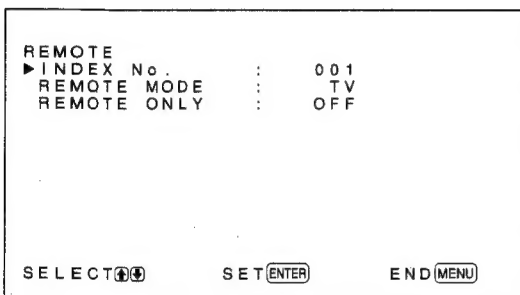 REMOTE
▶INDEX No. : 001
REMOTE MODE : TV
REMOTE ONLY : OFF
SELECT⬆⬇ SET ENTER END MENU